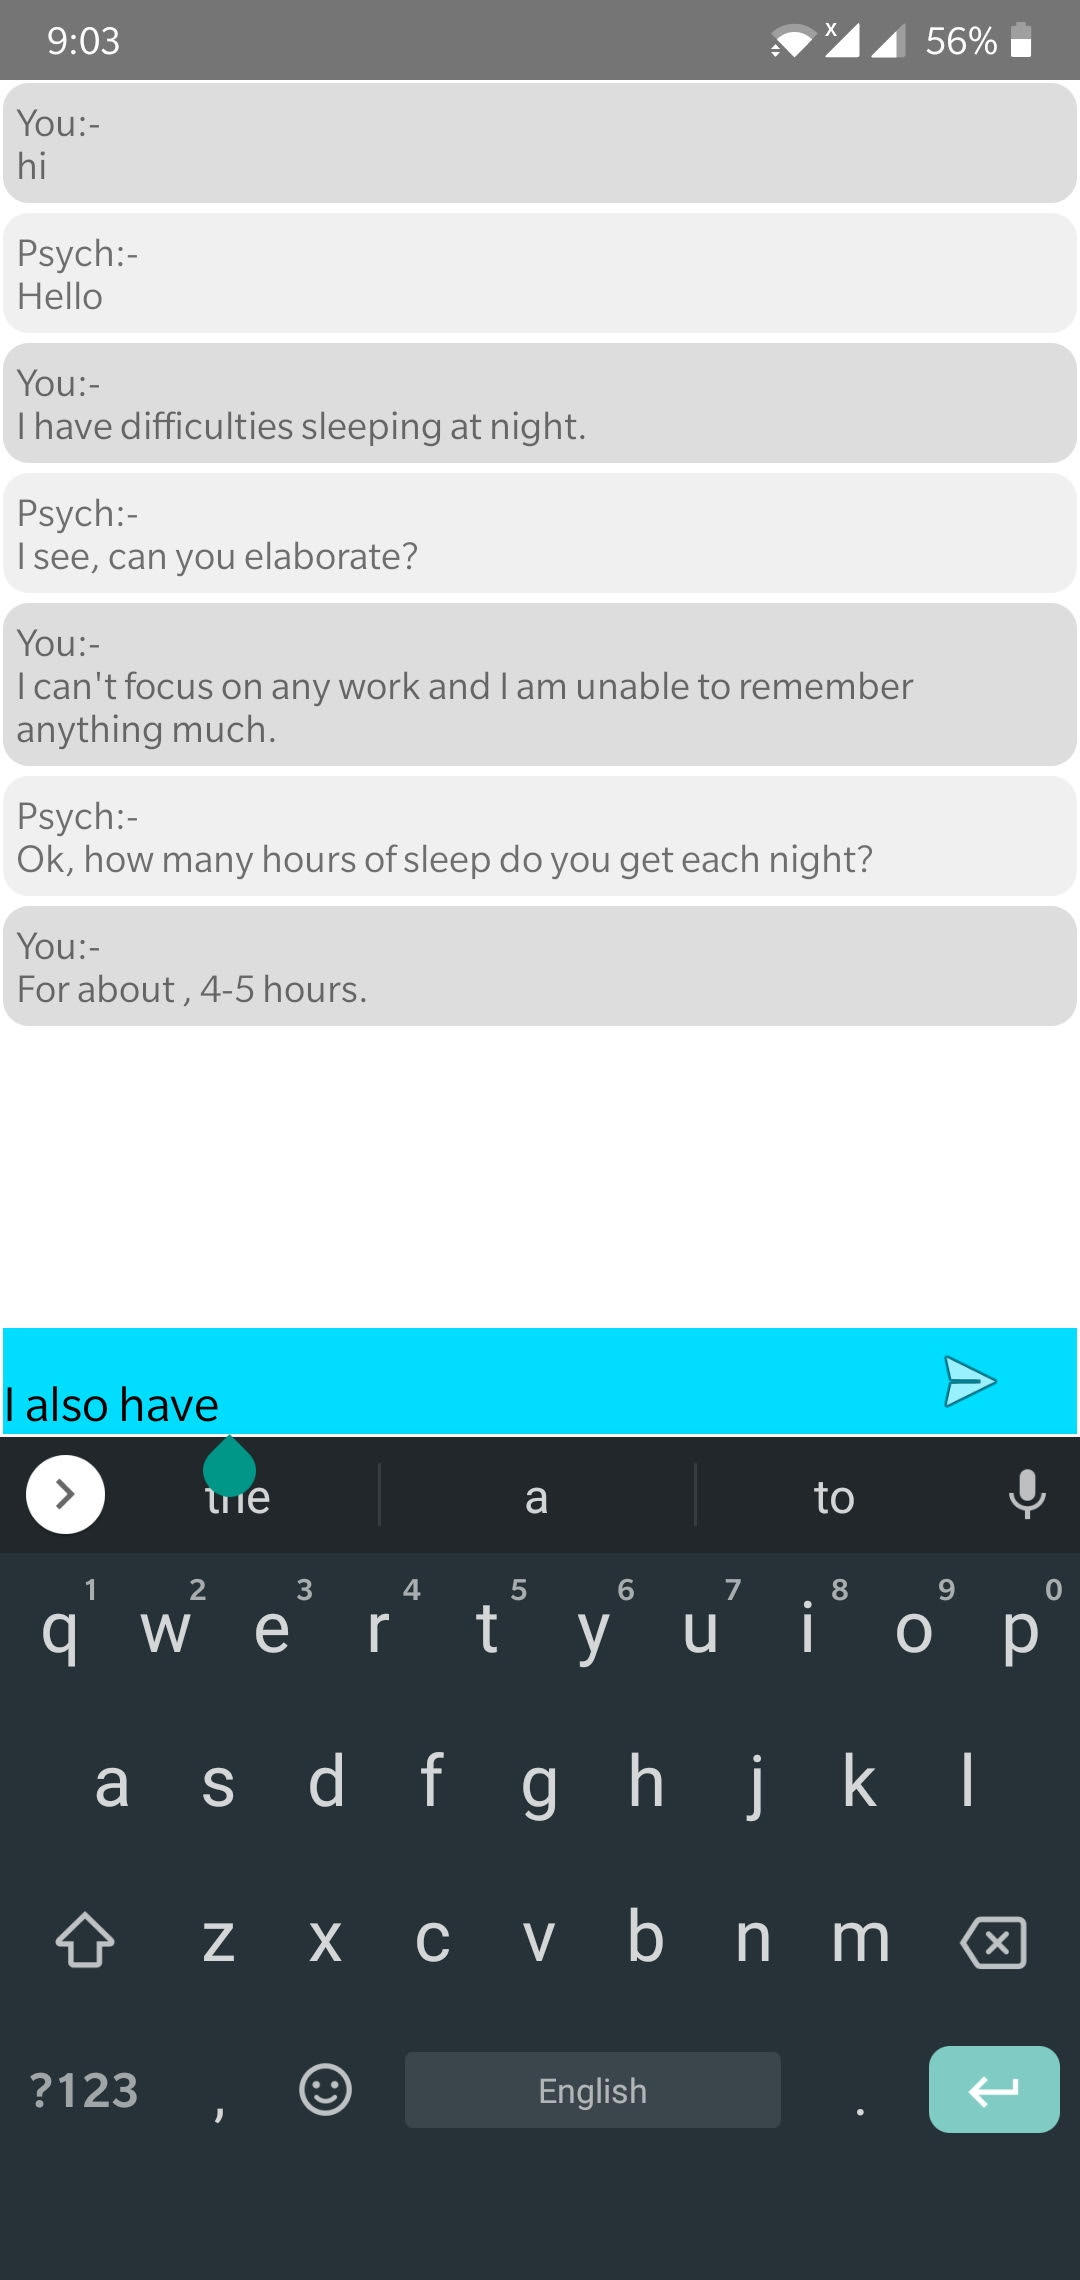 9:03
x
56%
You:-
hi
Psych:-
Hello
You:-
I have difficulties sleeping at night.
Psych:-
I see, can you elaborate?
You:-
I can't focus on any work and I am unable to remember
anything much.
Psych:-
Ok, how many hours of sleep do you get each night?
You:-
For about , 4-5 hours.
I also have
the a to
1 2 3 4 5 6 7 8 9 0
q w e r t y u i o p
a s d f g h j k l
z x c v b n m
?123 , English .